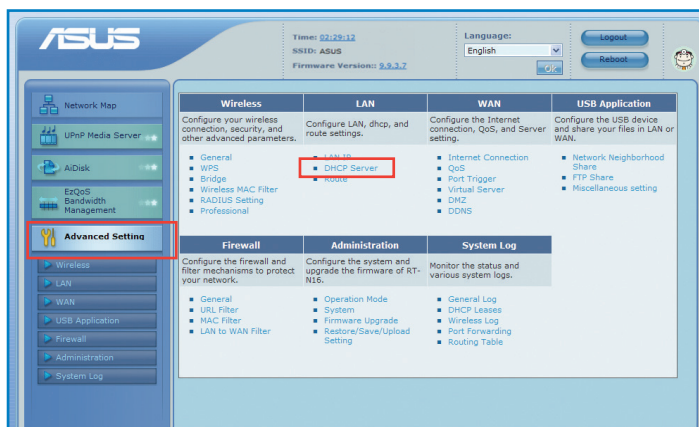 ASUS
Time: 02:29:12
SSID: ASUS
Firmware Version:: 9.9.3.7
Language:
English
OK
Logout
Reboot
Network Map
UPnP Media Server
AiDisk
EzQoS
Bandwidth
Management
Advanced Setting
Wireless
LAN
WAN
USB Application
Firewall
Administration
System Log
Wireless
Configure your wireless
connection, security, and
other advanced parameters.
General
WPS
Bridge
Wireless MAC Filter
RADIUS Setting
Professional
LAN
Configure LAN, dhcp, and
route settings.
LAN IP
DHCP Server
Route
WAN
Configure the Internet
connection, QoS, and Server
setting.
Internet Connection
QoS
Port Trigger
Virtual Server
DMZ
DDNS
USB Application
Configure the USB device
and share your files in LAN or
WAN.
Network Neighborhood
Share
FTP Share
Miscellaneous setting
Firewall
Configure the firewall and
filter mechanisms to protect
your network.
General
URL Filter
MAC Filter
LAN to WAN Filter
Administration
Configure the system and
upgrade the firmware of RT-
N16.
Operation Mode
System
Firmware Upgrade
Restore/Save/Upload
Setting
System Log
Monitor the status and
various system logs.
General Log
DHCP Leases
Wireless Log
Port Forwarding
Routing Table